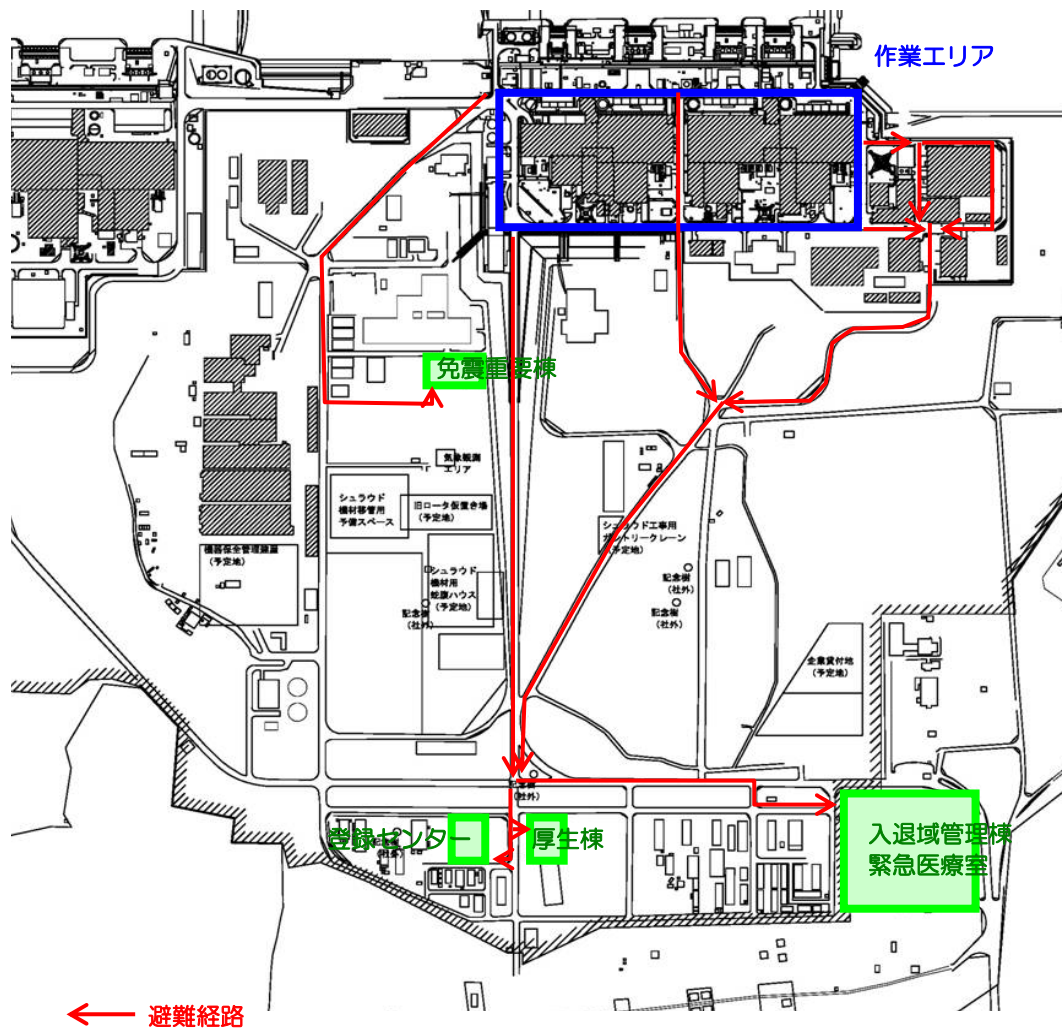 作業エリア
免震重要棟
気象観測
エリア
シュラウド
機材移管用
予備スペース
旧ロータ仮置き場
(予定地)
シュラウド工事用
ガントリークレーン
(予定地)
機器保全管理建屋
(予定地)
シュラウド
機材用
蛇腹ハウス
(予定地)
記念樹
(社外)
記念樹
(社外)
記念樹
(社外)
企業貸付地
(予定地)
記念樹
(社外)
登録センター
社外)
厚生棟
入退域管理棟
緊急医療室
避難経路